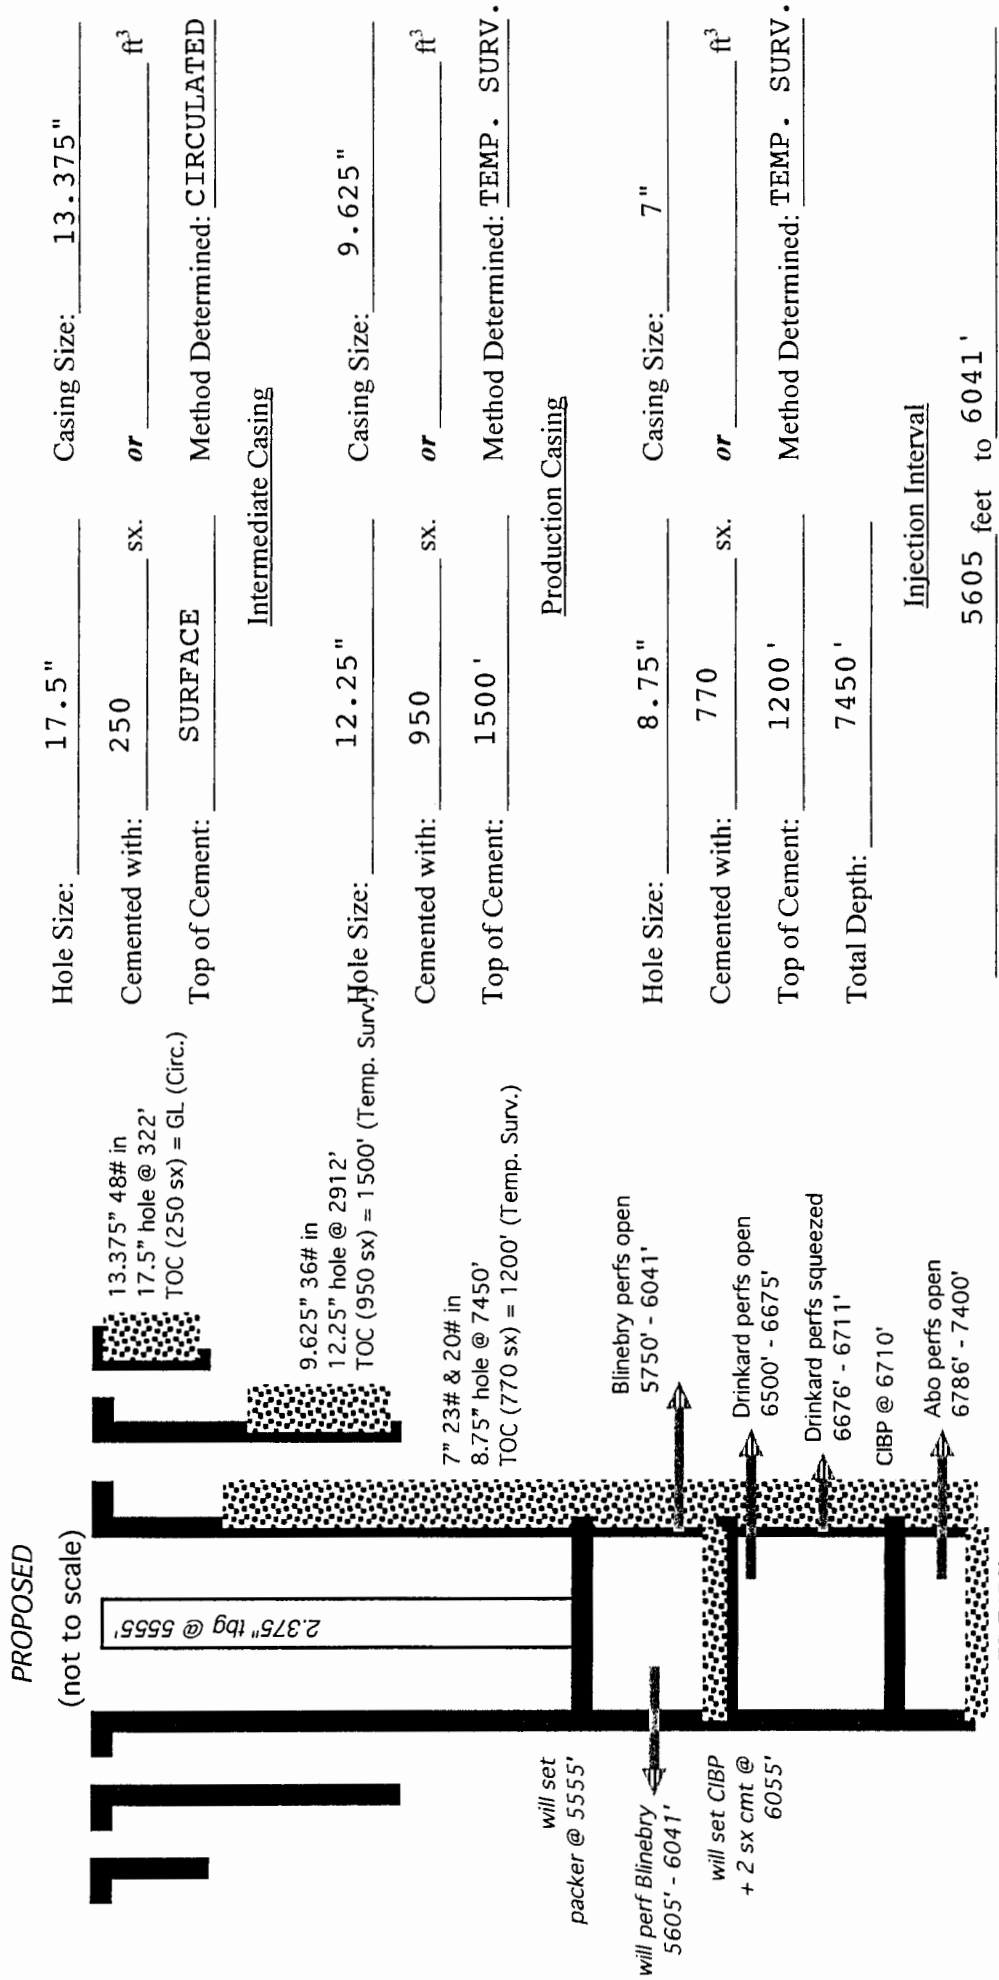 PROPOSED
(not to scale)
13.375" 48# in
17.5" hole @ 322'
TOC (250 sx) = GL (Circ.)
9.625" 36# in
12.25" hole @ 2912'
TOC (950 sx) = 1500' (Temp. Surv.)
7" 23# & 20# in
8.75" hole @ 7450'
TOC (770 sx) = 1200' (Temp. Surv.)
2.375" tbg @ 5555'
will set
packer @ 5555'
will perf Blinebry
5605' - 6041'
will set CIBP
+ 2 sx cmt @
6055'
Blinebry perfs open
5750' - 6041'
Drinkard perfs open
6500' - 6675'
Drinkard perfs squeezed
6676' - 6711'
CIBP @ 6710'
Abo perfs open
6786' - 7400'
Hole Size: 17.5" Casing Size: 13.375"
Cemented with: 250 sx. or ft³
Top of Cement: SURFACE Method Determined: CIRCULATED
Intermediate Casing
Hole Size: 12.25" Casing Size: 9.625"
Cemented with: 950 sx. or ft³
Top of Cement: 1500' Method Determined: TEMP. SURV.
Production Casing
Hole Size: 8.75" Casing Size: 7"
Cemented with: 770 sx. or ft³
Top of Cement: 1200' Method Determined: TEMP. SURV.
Total Depth: 7450'
Injection Interval
5605 feet to 6041'